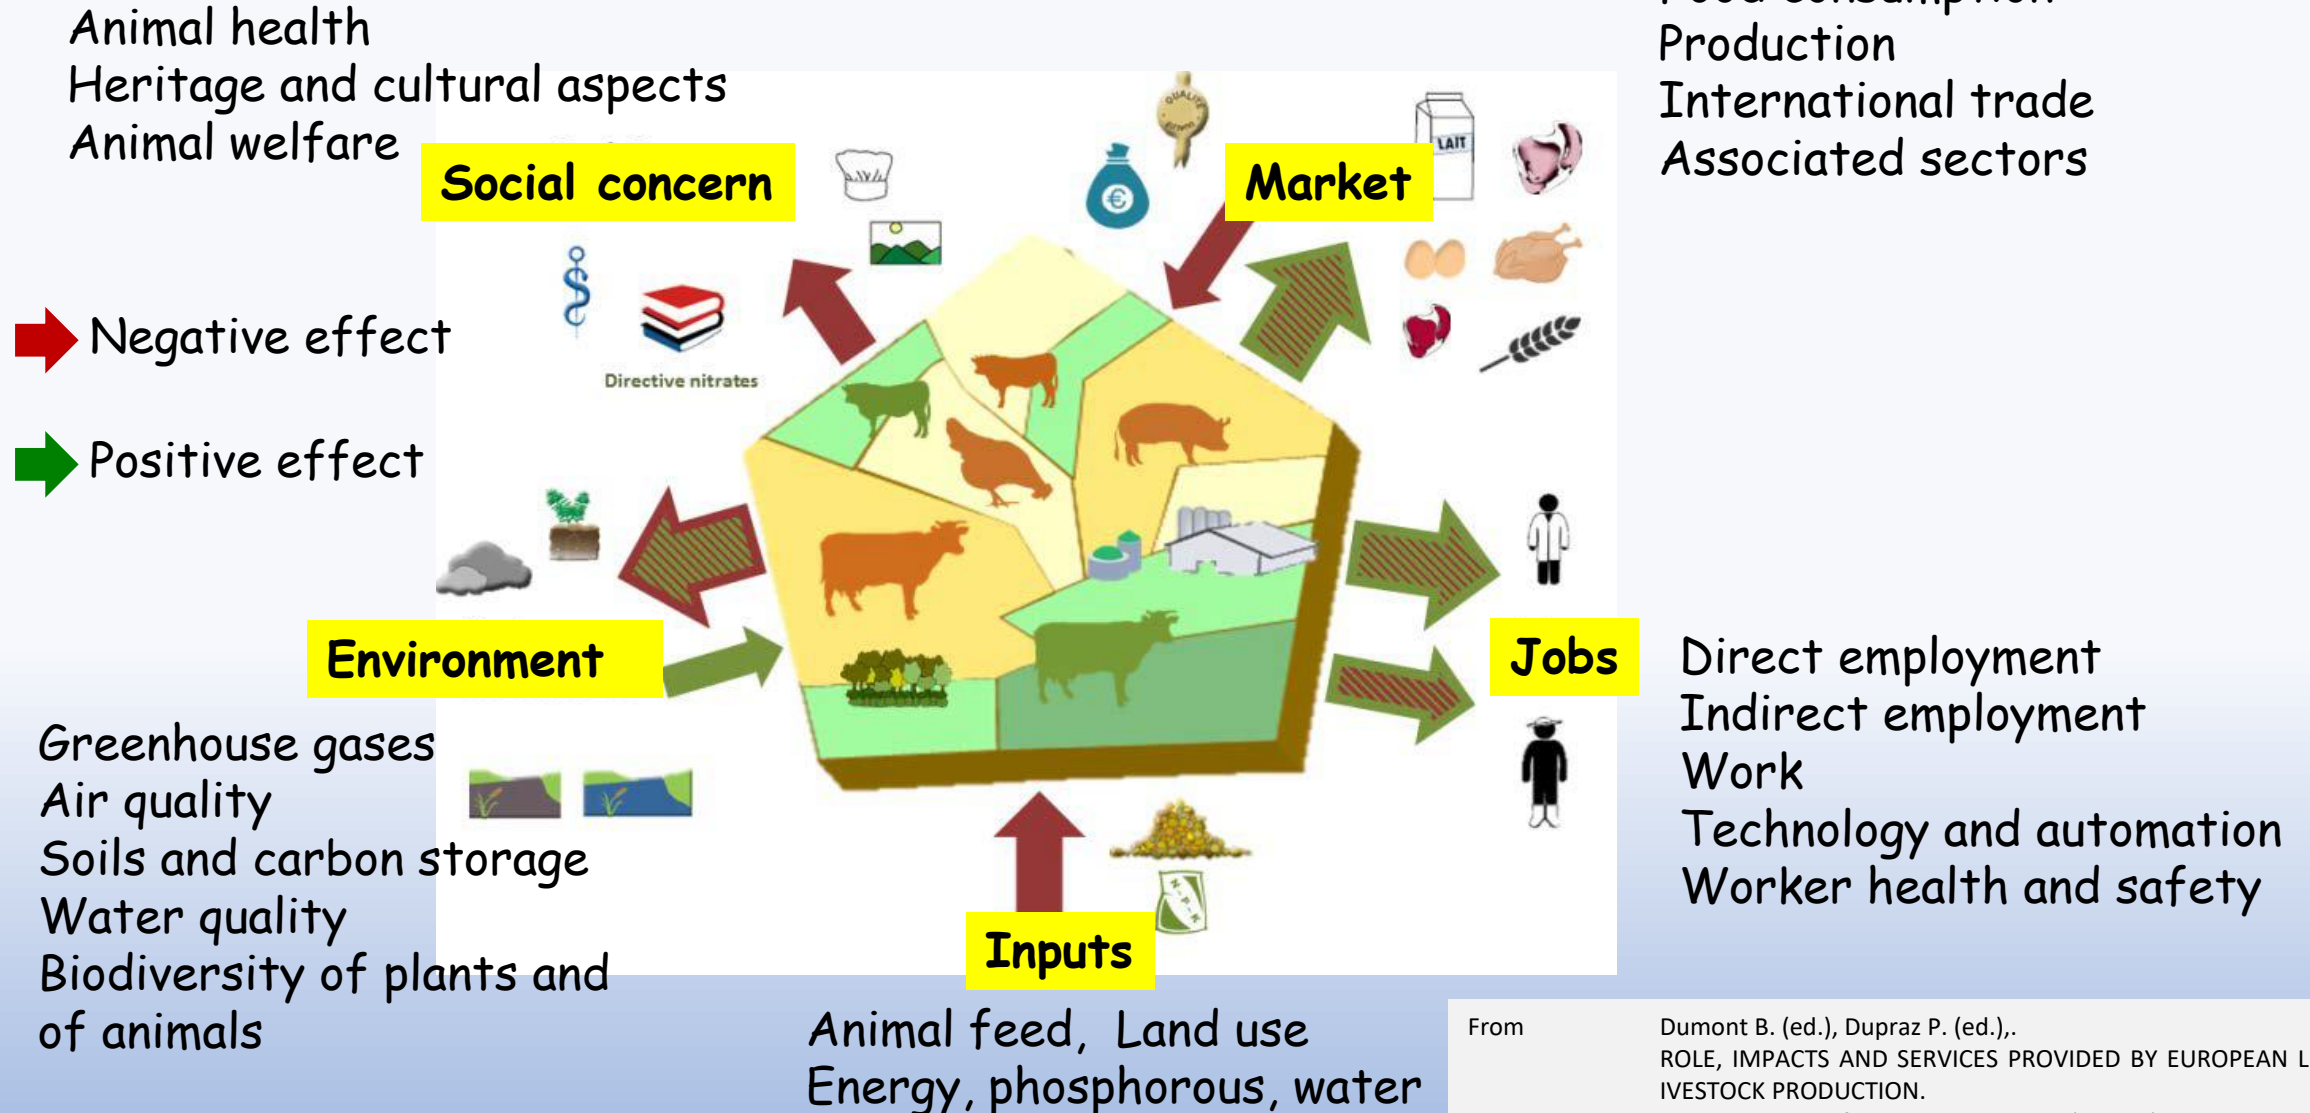 Animal health
Heritage and cultural aspects
Animal welfare
Food consumption
Production
International trade
Associated sectors
Social concern
Market
QUALITÉ
LAIT
Negative effect
Directive nitrates
Positive effect
Environment
Jobs
Greenhouse gases
Air quality
Soils and carbon storage
Water quality
Biodiversity of plants and
of animals
Direct employment
Indirect employment
Work
Technology and automation
Worker health and safety
N-P-K
Inputs
Animal feed, Land use
Energy, phosphorous, water
From
Dumont B. (ed.), Dupraz P. (ed.),.
ROLE, IMPACTS AND SERVICES PROVIDED BY EUROPEAN L
IVESTOCK PRODUCTION.